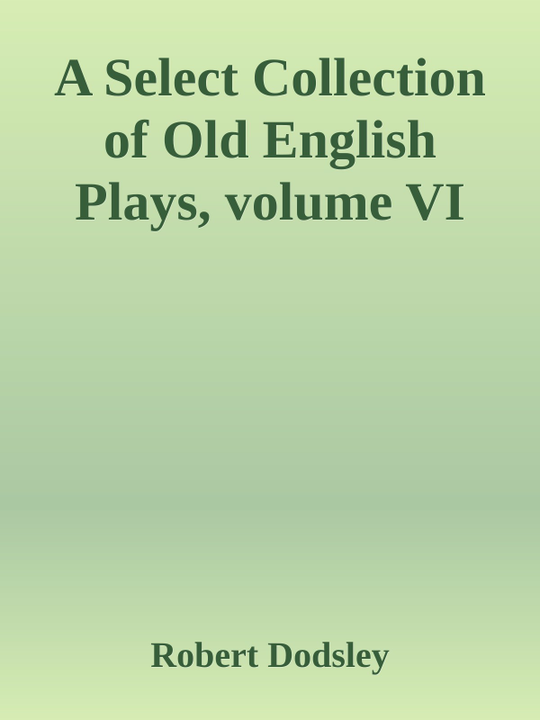 A Select Collection
of Old English
Plays, volume VI
Robert Dodsley